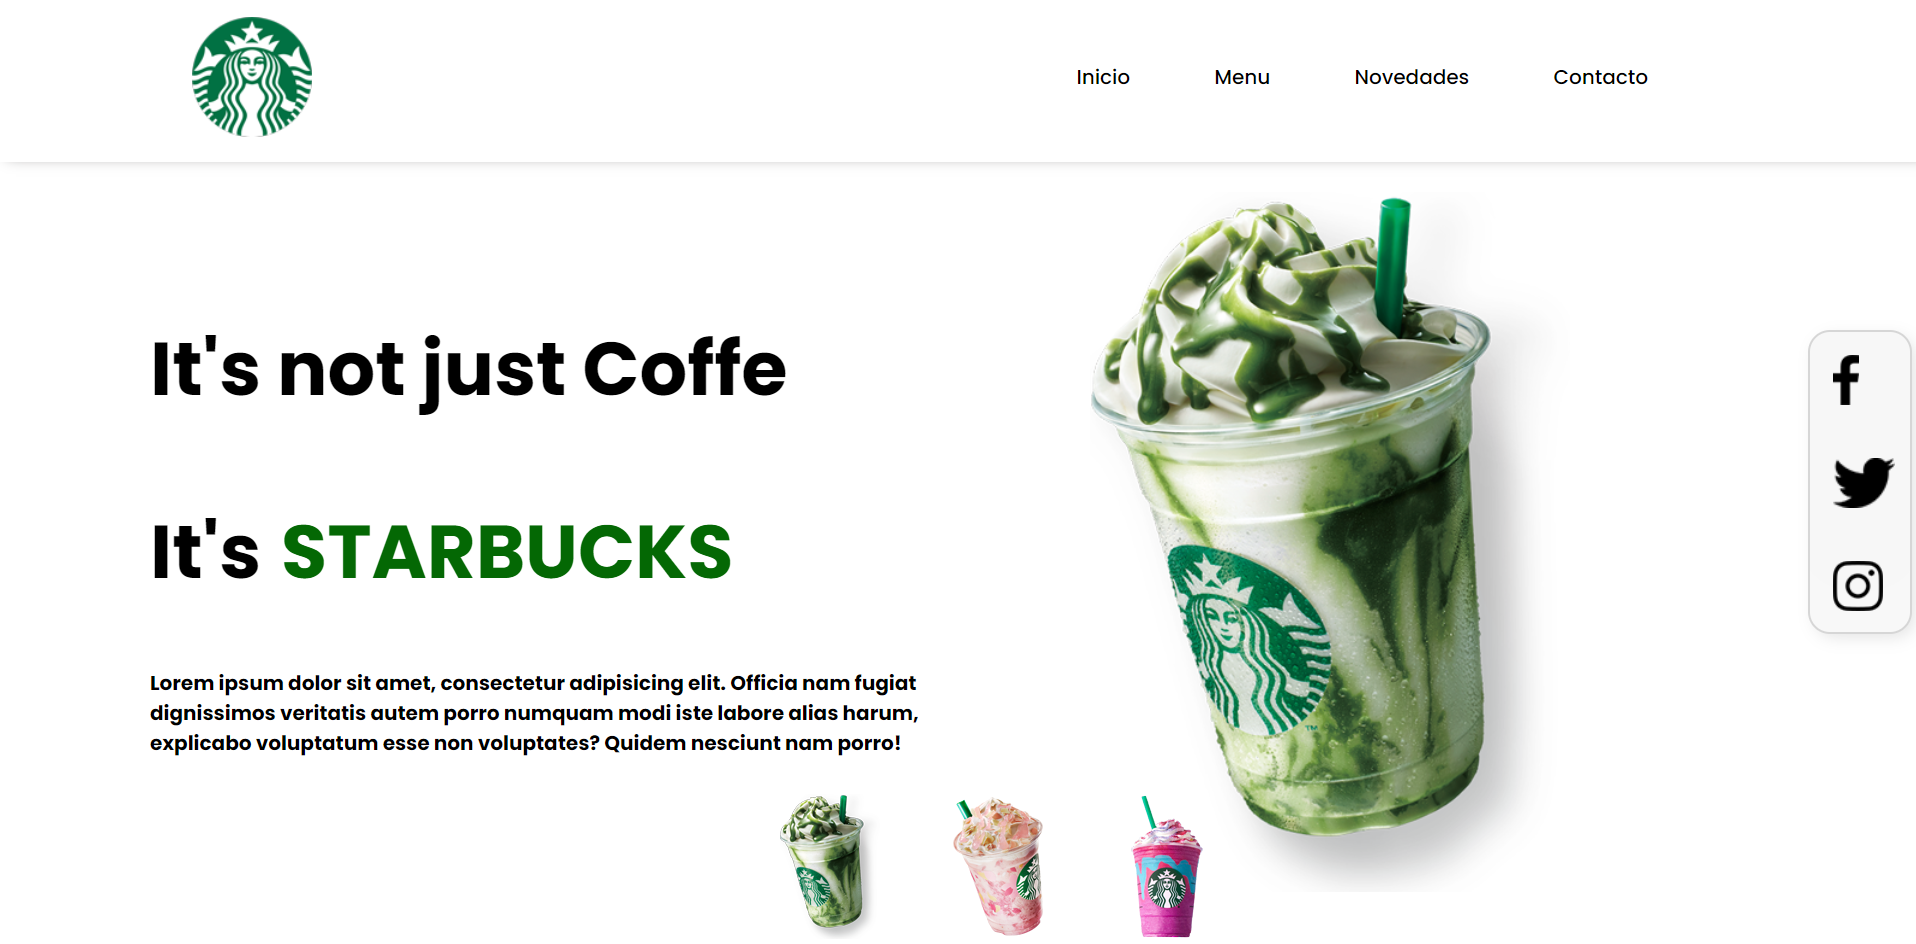 Inicio Menu Novedades Contacto
It's not just Coffe
It's STARBUCKS
Lorem ipsum dolor sit amet, consectetur adipisicing elit. Officia nam fugiat
dignissimos veritatis autem porro numquam modi iste labore alias harum,
explicabo voluptatum esse non voluptates? Quidem nesciunt nam porro!
TM